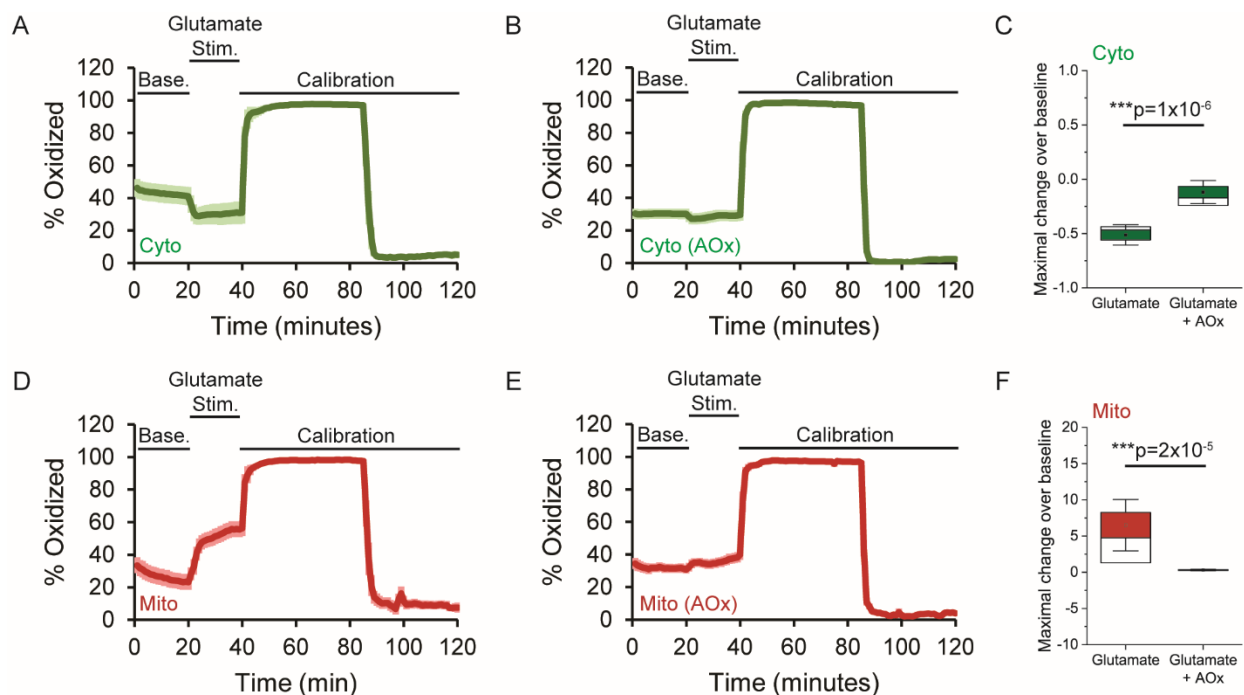 A
Glutamate
Stim.
Base.
Calibration
120
100
80
60
40
20
0
% Oxidized
Cyto
0 20 40 60 80 100 120
Time (minutes)
B
Glutamate
Stim.
Base.
Calibration
120
100
80
60
40
20
0
% Oxidized
Cyto (AOx)
0 20 40 60 80 100 120
Time (minutes)
C
Cyto
Maximal change over baseline
1.0
0.5
0.0
-0.5
-1.0
***p=1x10⁻⁶
Glutamate
Glutamate
+ AOx
D
Glutamate
Stim.
Base.
Calibration
120
100
80
60
40
20
0
% Oxidized
Mito
0 20 40 60 80 100 120
Time (min)
E
Glutamate
Stim.
Base.
Calibration
120
100
80
60
40
20
0
% Oxidized
Mito (AOx)
0 20 40 60 80 100 120
Time (minutes)
F
Mito
Maximal change over baseline
20
15
10
5
0
-5
-10
***p=2x10⁻⁵
Glutamate
Glutamate
+ AOx